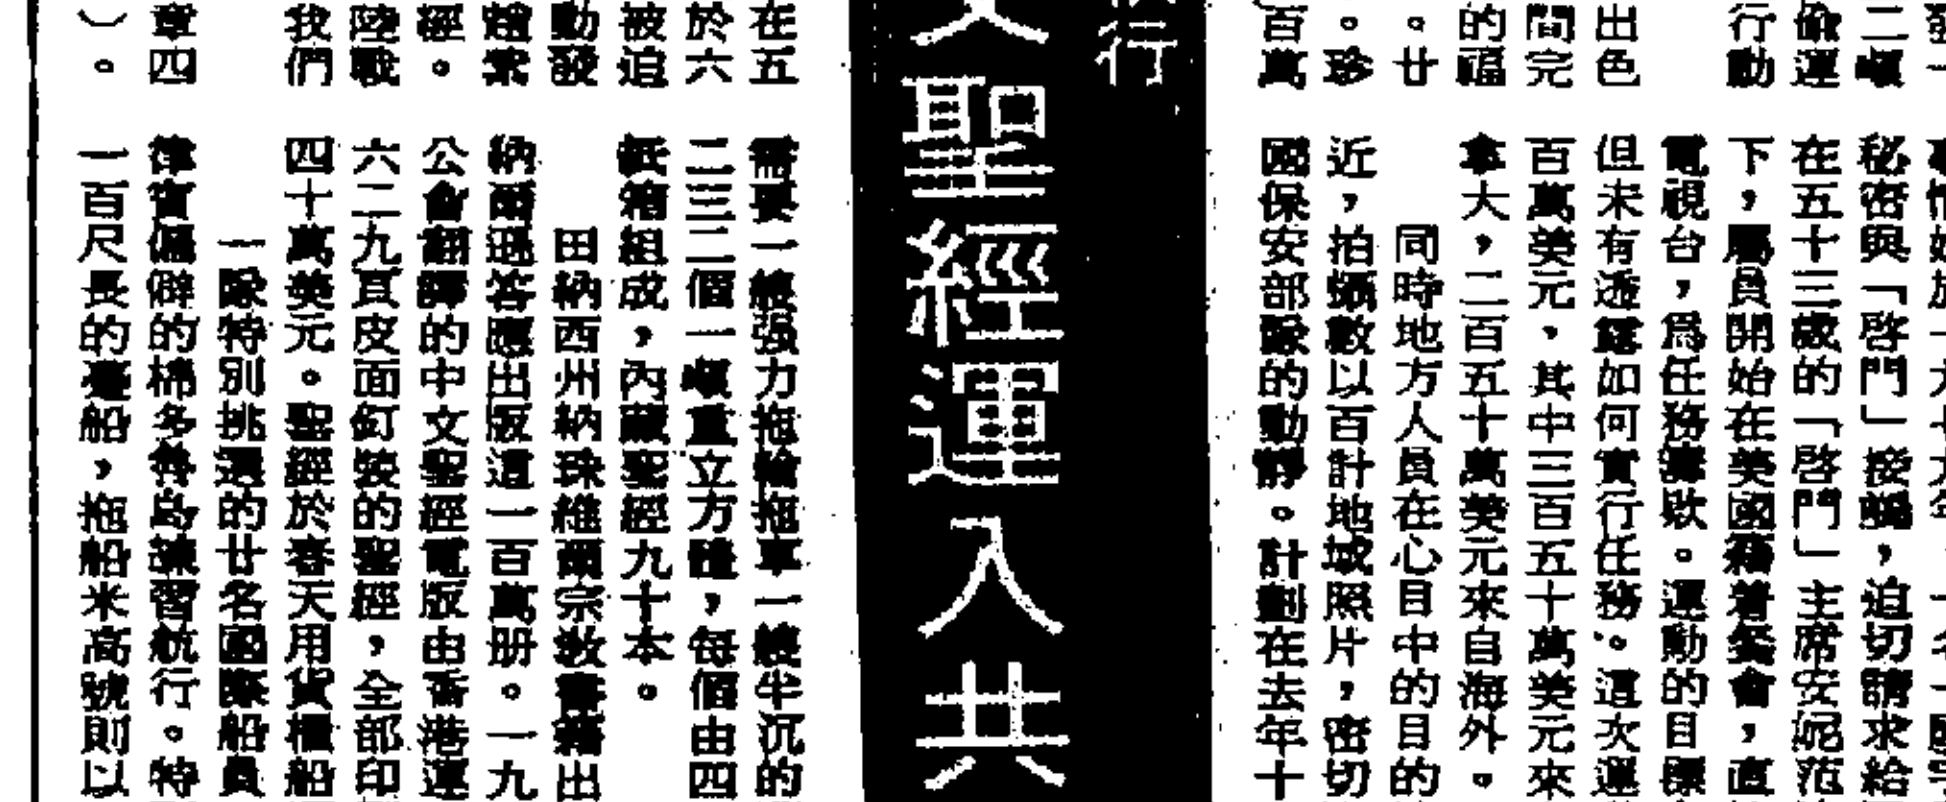 二噸
偷運
行動
出色
間完
的福
。廿
。珍
百萬
秘密與「啓門」接觸，迫切請求給
在五十三歲的「啓門」主席安尼范
下，屬員開始在美國藉着餐會，直
電視台，爲任務籌款。運動的目標
但未有透露如何實行任務。這次運
百萬美元，其中三百五十萬美元來
拿大，二百五十萬美元來自海外。
同時地方人員在心目中的目的
近，拍攝數以百計地域照片，密切
國保安部隊的動靜。計劃在去年十
行
文聖經運入共
在五
於六
被迫
動發
經。
陸戰
我們
章四
）。
需要一艘强力拖輪拖車一艘半沉的
二三二個一噸重立方體，每個由四
紙箱組成，內藏聖經九十本。
田納西州納殊維爾宗教書籍出
納爾遜答應出版這一百萬册。一九
公會翻譯的中文聖經電版由香港運
六二九頁皮面釘裝的聖經，全部印
四十萬美元。聖經於春天用貨櫃船
一隊特別挑選的廿名國際船員
律賓偏僻的棉多羅島練習航行。特
一百尺長的躉船，拖船米高號則以